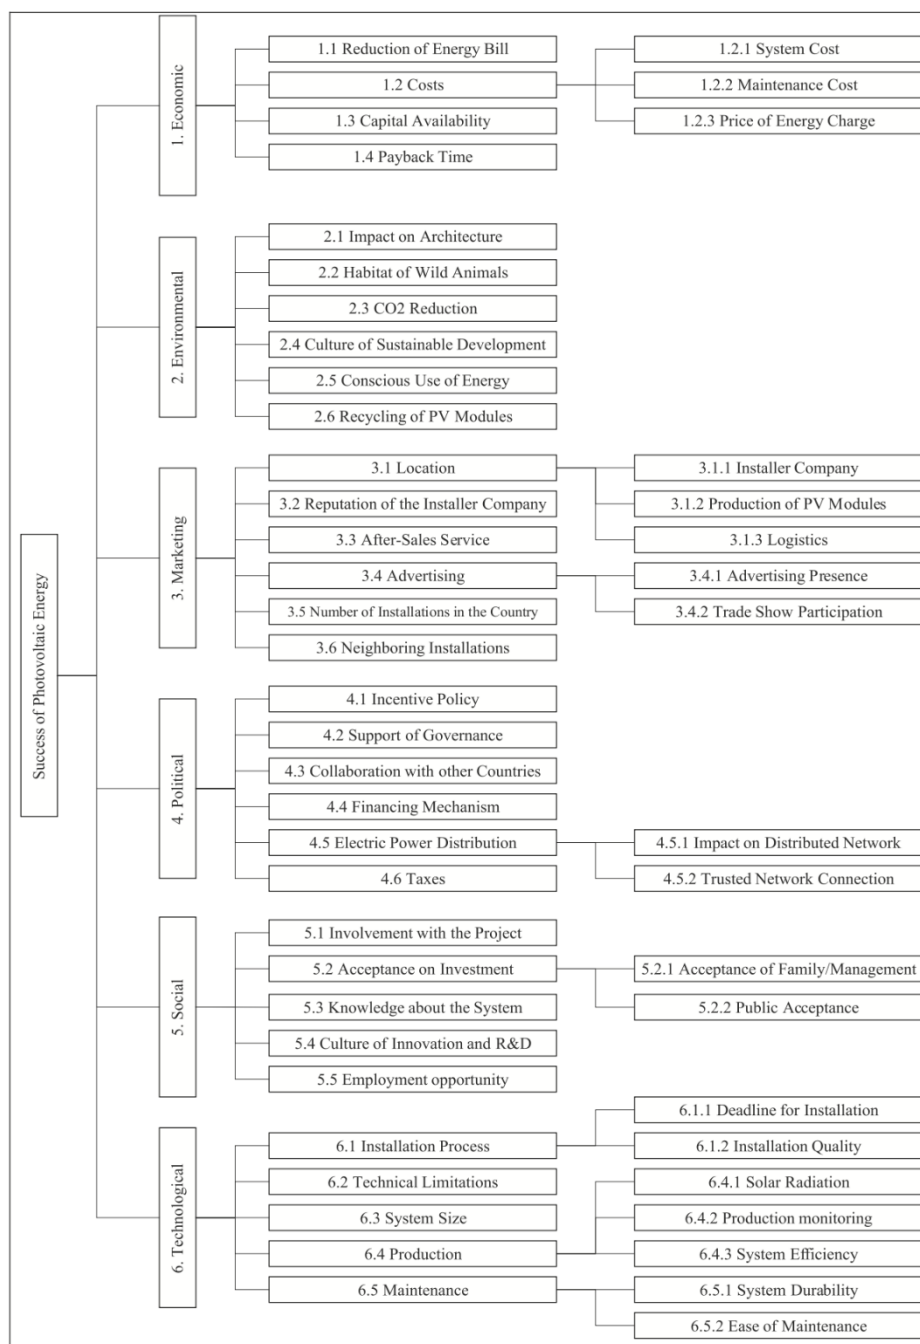 Success of Photovoltaic Energy
1. Economic
1.1 Reduction of Energy Bill
1.2 Costs
1.2.1 System Cost
1.2.2 Maintenance Cost
1.2.3 Price of Energy Charge
1.3 Capital Availability
1.4 Payback Time
2. Environmental
2.1 Impact on Architecture
2.2 Habitat of Wild Animals
2.3 CO2 Reduction
2.4 Culture of Sustainable Development
2.5 Conscious Use of Energy
2.6 Recycling of PV Modules
3. Marketing
3.1 Location
3.1.1 Installer Company
3.1.2 Production of PV Modules
3.1.3 Logistics
3.2 Reputation of the Installer Company
3.3 After-Sales Service
3.4 Advertising
3.4.1 Advertising Presence
3.4.2 Trade Show Participation
3.5 Number of Installations in the Country
3.6 Neighboring Installations
4. Political
4.1 Incentive Policy
4.2 Support of Governance
4.3 Collaboration with other Countries
4.4 Financing Mechanism
4.5 Electric Power Distribution
4.5.1 Impact on Distributed Network
4.5.2 Trusted Network Connection
4.6 Taxes
5. Social
5.1 Involvement with the Project
5.2 Acceptance on Investment
5.2.1 Acceptance of Family/Management
5.2.2 Public Acceptance
5.3 Knowledge about the System
5.4 Culture of Innovation and R&D
5.5 Employment opportunity
6. Technological
6.1 Installation Process
6.1.1 Deadline for Installation
6.1.2 Installation Quality
6.2 Technical Limitations
6.3 System Size
6.4 Production
6.4.1 Solar Radiation
6.4.2 Production monitoring
6.4.3 System Efficiency
6.5 Maintenance
6.5.1 System Durability
6.5.2 Ease of Maintenance